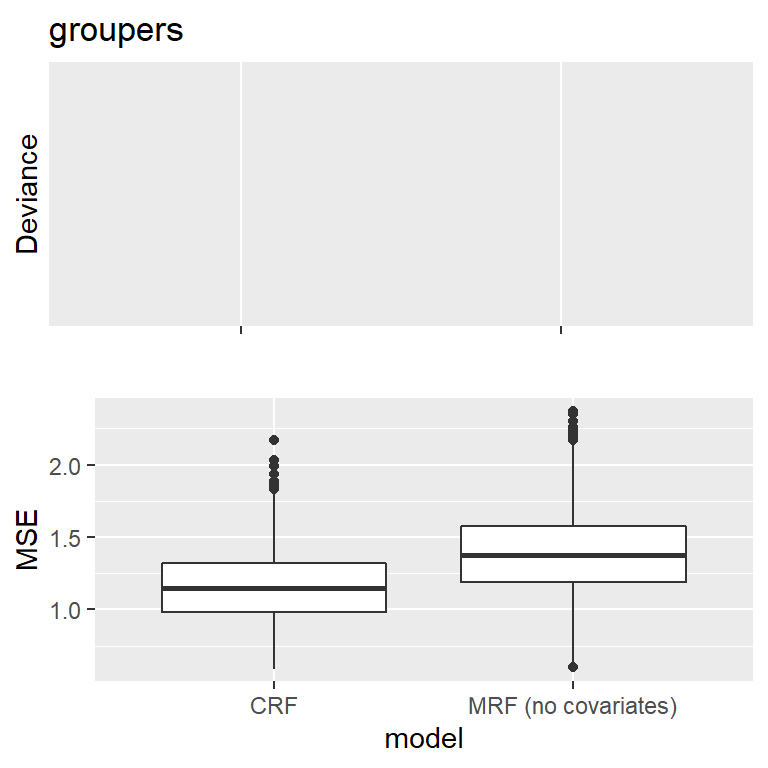 groupers
Deviance
MSE
2.0
1.5
1.0
CRF
MRF (no covariates)
model